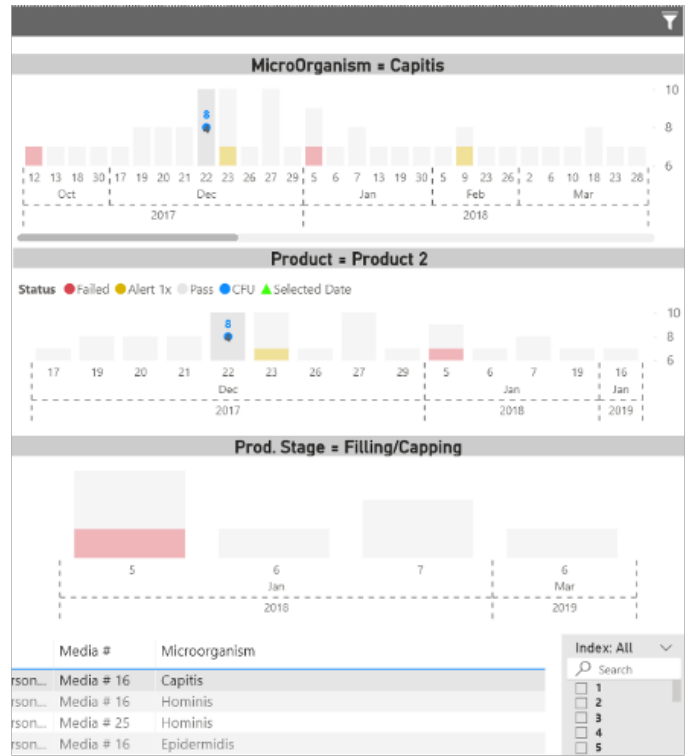 MicroOrganism = Capitis
10
8
8
6
12 13 18 30 17 19 20 21 22 23 26 27 29 5 6 7 13 19 30 5 9 23 26 2 6 10 18 23 28
Oct Dec Jan Feb Mar
2017 2018
Product = Product 2
Status Failed Alert 1x Pass CFU Selected Date
10
8
8
6
17 19 20 21 22 23 26 27 29 5 6 7 19 16
Dec Jan Jan
2017 2018 2019
Prod. Stage = Filling/Capping
5 6 7 6
Jan Mar
2018 2019
Media # Microorganism
rson... Media # 16 Capitis
rson... Media # 16 Hominis
rson... Media # 25 Hominis
rson... Media # 16 Epidermidis
Index: All
Search
1
2
3
4
5